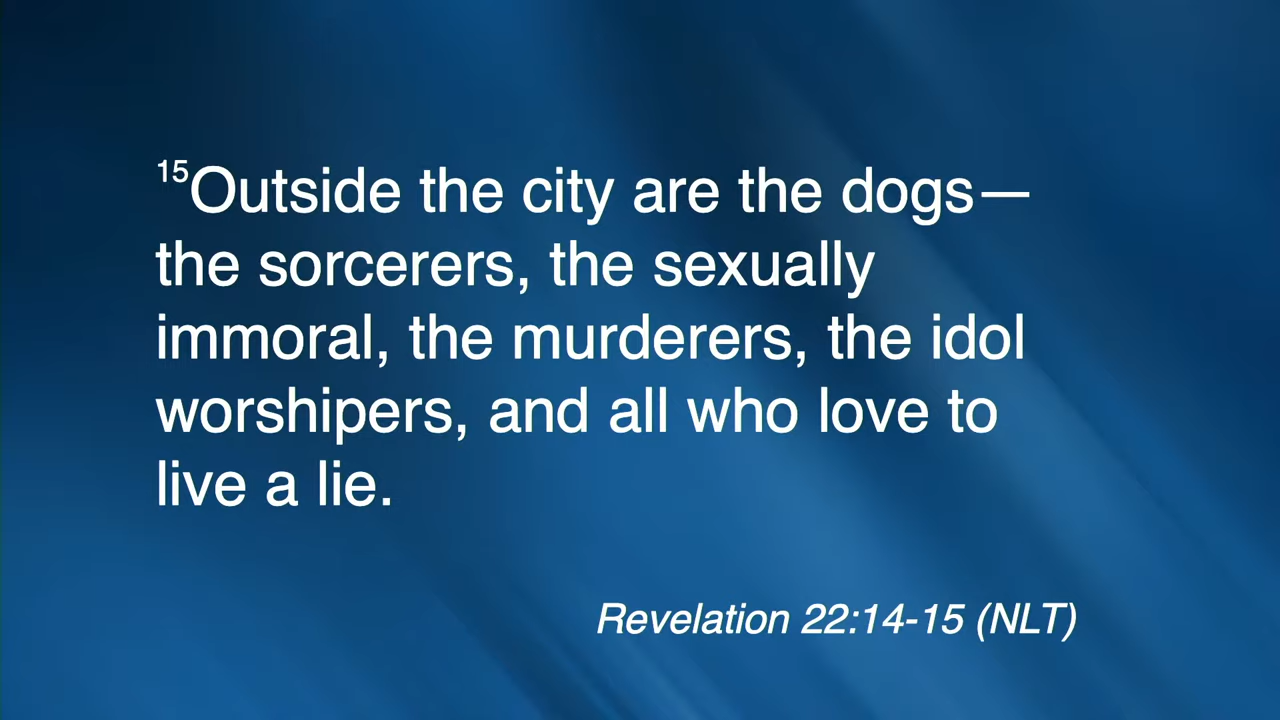 15Outside the city are the dogs—
the sorcerers, the sexually
immoral, the murderers, the idol
worshipers, and all who love to
live a lie.
Revelation 22:14-15 (NLT)